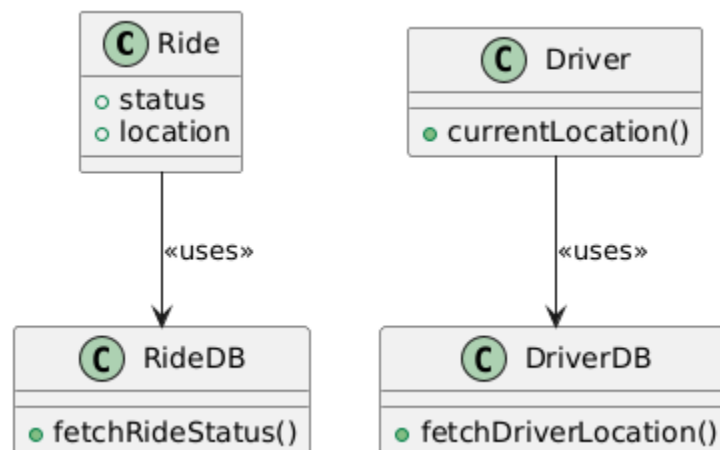 C Ride
status
location
C Driver
currentLocation()
«uses»
«uses»
C RideDB
fetchRideStatus()
C DriverDB
fetchDriverLocation()